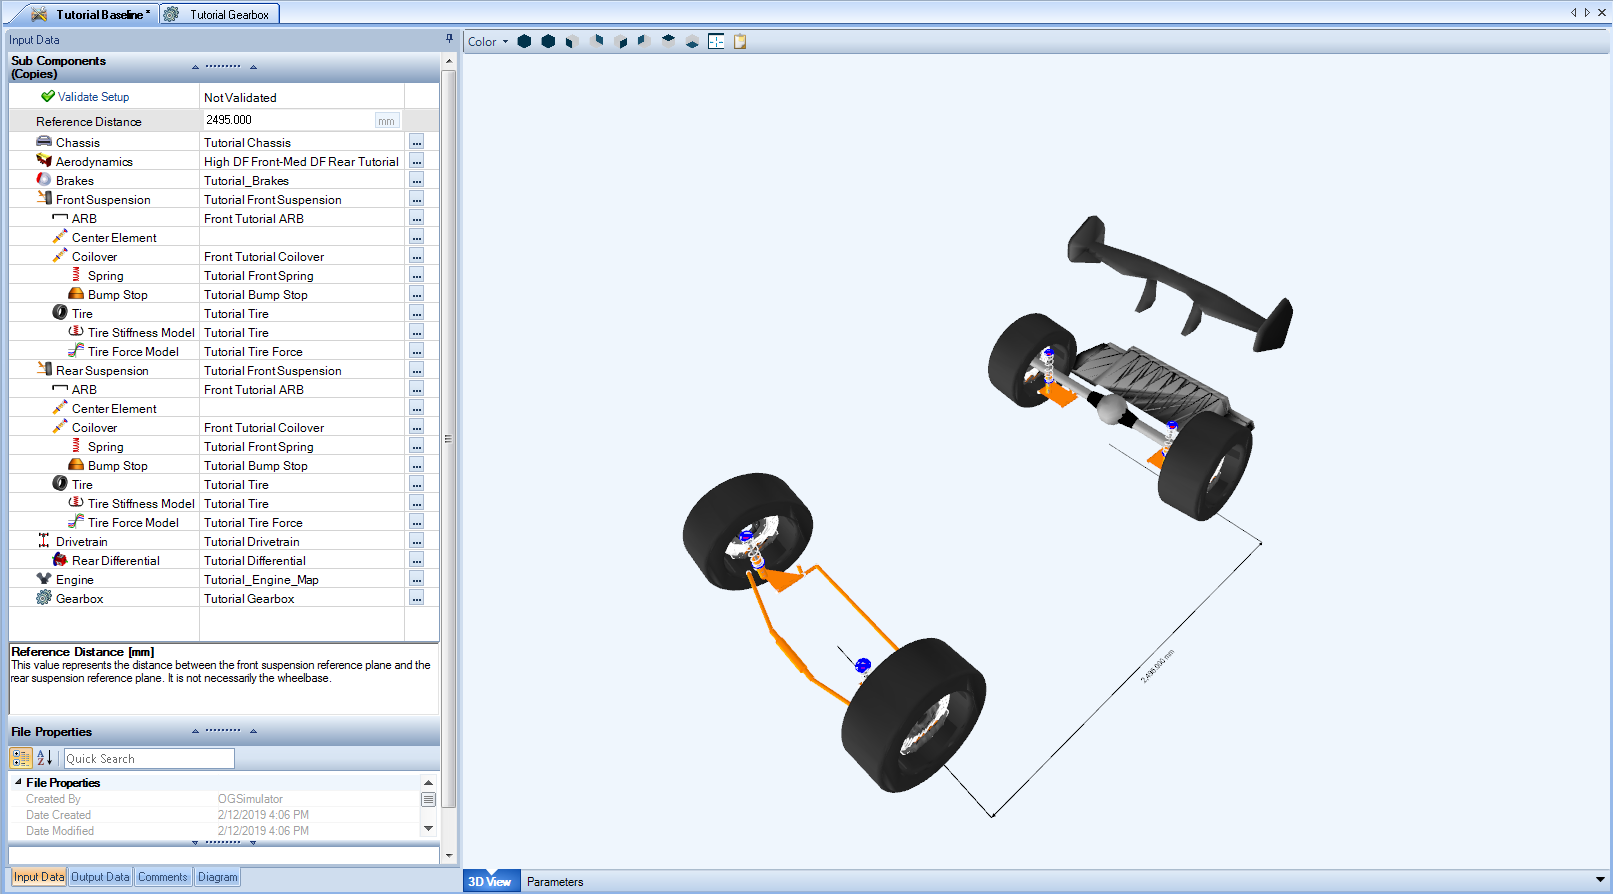 Tutorial Baseline *
Tutorial Gearbox
Input Data
Color
Sub Components
(Copies)
Validate Setup Not Validated
Reference Distance 2495.000 mm
Chassis Tutorial Chassis ...
Aerodynamics High DF Front-Med DF Rear Tutorial ...
Brakes Tutorial_Brakes ...
Front Suspension Tutorial Front Suspension ...
ARB Front Tutorial ARB ...
Center Element ...
Coilover Front Tutorial Coilover ...
Spring Tutorial Front Spring ...
Bump Stop Tutorial Bump Stop ...
Tire Tutorial Tire ...
Tire Stiffness Model Tutorial Tire ...
Tire Force Model Tutorial Tire Force ...
Rear Suspension Tutorial Front Suspension ...
ARB Front Tutorial ARB ...
Center Element ...
Coilover Front Tutorial Coilover ...
Spring Tutorial Front Spring ...
Bump Stop Tutorial Bump Stop ...
Tire Tutorial Tire ...
Tire Stiffness Model Tutorial Tire ...
Tire Force Model Tutorial Tire Force ...
Drivetrain Tutorial Drivetrain ...
Rear Differential Tutorial Differential ...
Engine Tutorial_Engine_Map ...
Gearbox Tutorial Gearbox ...
Reference Distance [mm]
This value represents the distance between the front suspension reference plane and the
rear suspension reference plane. It is not necessarily the wheelbase.
File Properties
Quick Search
File Properties
Created By OGSimulator
Date Created 2/12/2019 4:06 PM
Date Modified 2/12/2019 4:06 PM
Input Data Output Data Comments Diagram
2,495.000 mm
3D View Parameters